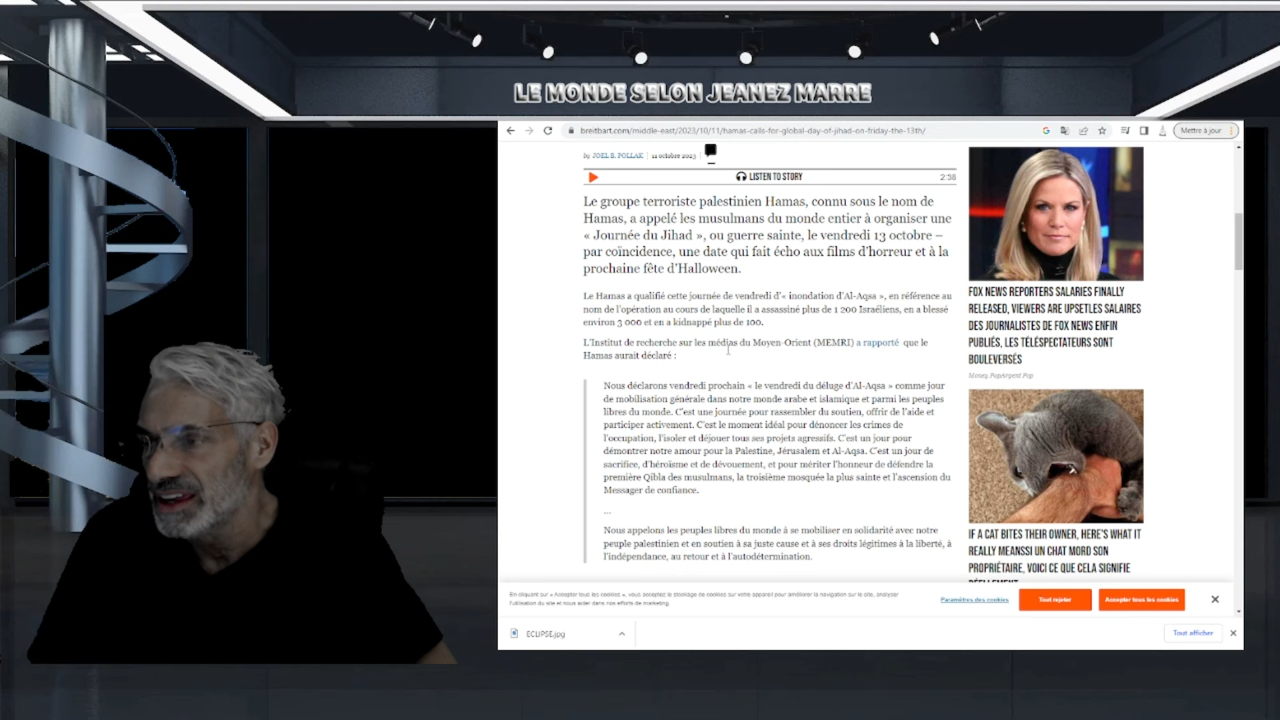 LE MONDE SELON JEANEZ MARRE
breitbart.com/middle-east/2023/10/11/hamas-calls-for-global-day-of-jihad-on-friday-the-13th/
Mettre à jour
by JOEL B. POLLAK | 11 octobre 2023
LISTEN TO STORY
2:38
Le groupe terroriste palestinien Hamas, connu sous le nom de
Hamas, a appelé les musulmans du monde entier à organiser une
« Journée du Jihad », ou guerre sainte, le vendredi 13 octobre –
par coïncidence, une date qui fait écho aux films d'horreur et à la
prochaine fête d'Halloween.
Le Hamas a qualifié cette journée de vendredi d'« inondation d'Al-Aqsa », en référence au
nom de l'opération au cours de laquelle il a assassiné plus de 1 200 Israéliens, en a blessé
environ 3 000 et en a kidnappé plus de 100.
L'Institut de recherche sur les médias du Moyen-Orient (MEMRI) a rapporté que le
Hamas aurait déclaré :
Nous déclarons vendredi prochain « le vendredi du déluge d'Al-Aqsa » comme jour
de mobilisation générale dans notre monde arabe et islamique et parmi les peuples
libres du monde. C'est une journée pour rassembler du soutien, offrir de l'aide et
participer activement. C'est le moment idéal pour dénoncer les crimes de
l'occupation, l'isoler et déjouer tous ses projets agressifs. C'est un jour pour
démontrer notre amour pour la Palestine, Jérusalem et Al-Aqsa. C'est un jour de
sacrifice, d'héroïsme et de dévouement, et pour mériter l'honneur de défendre la
première Qibla des musulmans, la troisième mosquée la plus sainte et l'ascension du
Messager de confiance.
...
Nous appelons les peuples libres du monde à se mobiliser en solidarité avec notre
peuple palestinien et en soutien à sa juste cause et à ses droits légitimes à la liberté, à
l'indépendance, au retour et à l'autodétermination.
FOX NEWS REPORTERS SALARIES FINALLY
RELEASED, VIEWERS ARE UPSETLES SALAIRES
DES JOURNALISTES DE FOX NEWS ENFIN
PUBLIÉS, LES TÉLÉSPECTATEURS SONT
BOULEVERSÉS
Money, PopArgent Pop
IF A CAT BITES THEIR OWNER, HERE'S WHAT IT
REALLY MEANSSI UN CHAT MORD SON
PROPRIÉTAIRE, VOICI CE QUE CELA SIGNIFIE
RÉELLEMENT
En cliquant sur « Accepter tous les cookies », vous acceptez le stockage de cookies sur votre appareil pour améliorer la navigation sur le site, analyser
l'utilisation du site et nous aider dans nos efforts de marketing.
Paramètres des cookies
Tout rejeter
Accepter tous les cookies
ECLIPSE.jpg
Tout afficher